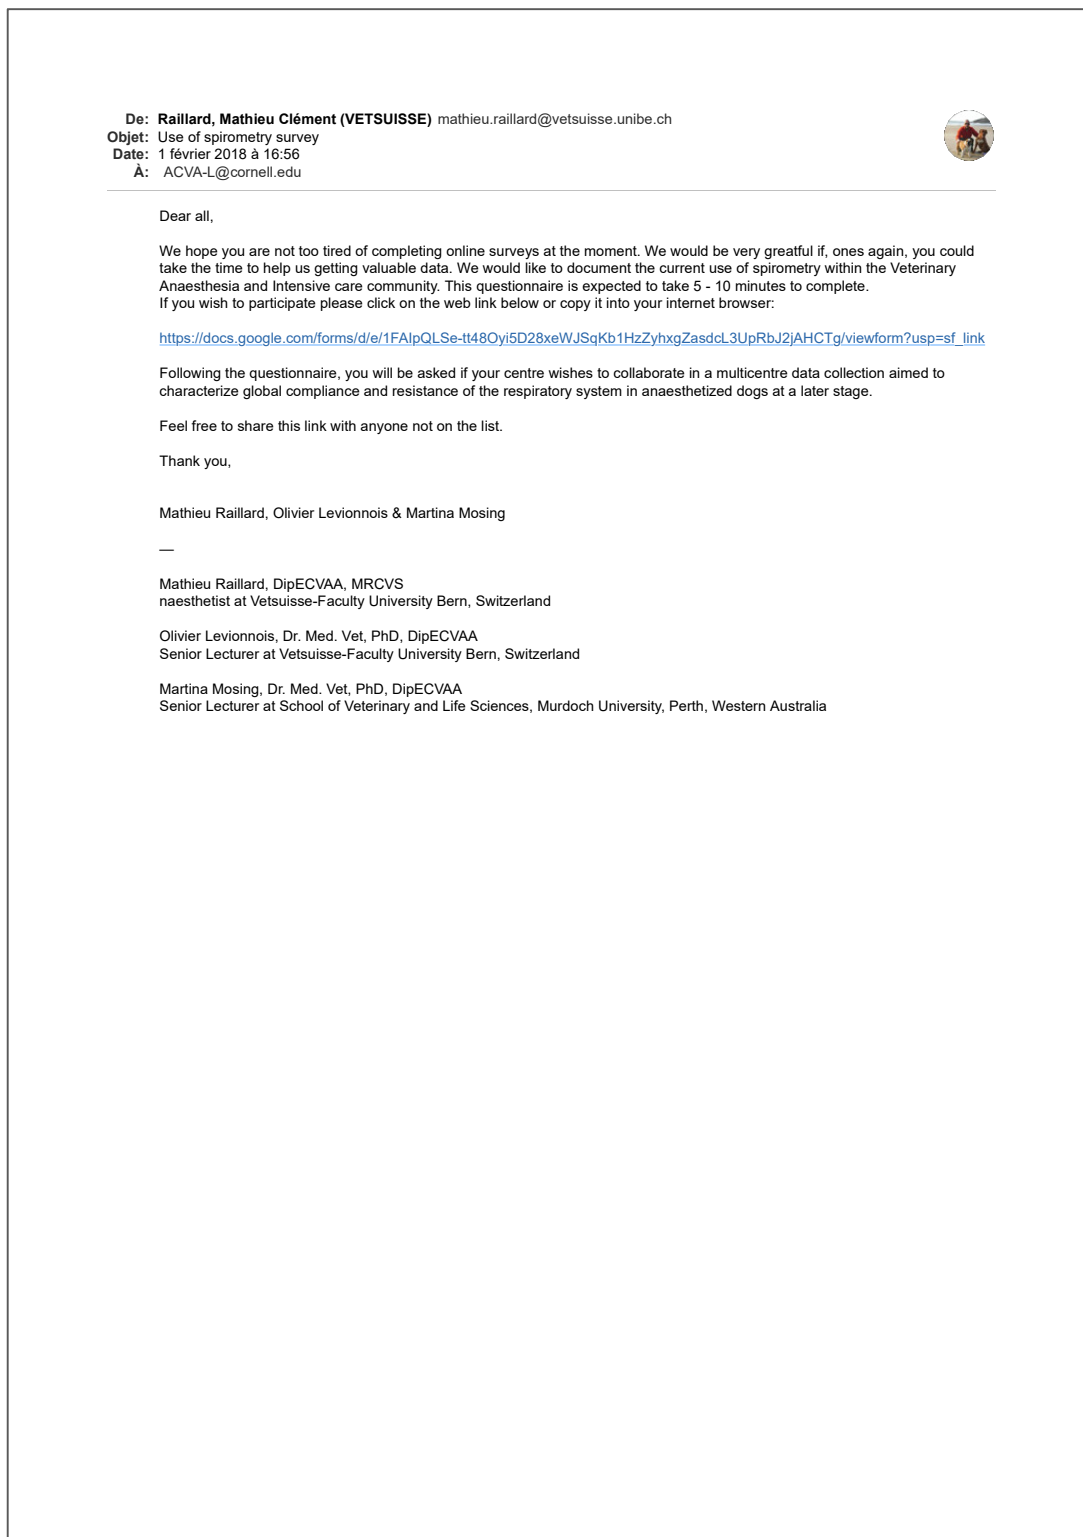 De: Raillard, Mathieu Clément (VETSUISSE) mathieu.raillard@vetsuisse.unibe.ch
Objet: Use of spirometry survey
Date: 1 février 2018 à 16:56
À: ACVA-L@cornell.edu
Dear all,
We hope you are not too tired of completing online surveys at the moment. We would be very greatful if, ones again, you could
take the time to help us getting valuable data. We would like to document the current use of spirometry within the Veterinary
Anaesthesia and Intensive care community. This questionnaire is expected to take 5 - 10 minutes to complete.
If you wish to participate please click on the web link below or copy it into your internet browser:
https://docs.google.com/forms/d/e/1FAIpQLSe-tt48Oyi5D28xeWJSqKb1HzZyhxgZasdcL3UpRbJ2jAHCTg/viewform?usp=sf_link
Following the questionnaire, you will be asked if your centre wishes to collaborate in a multicentre data collection aimed to
characterize global compliance and resistance of the respiratory system in anaesthetized dogs at a later stage.
Feel free to share this link with anyone not on the list.
Thank you,
Mathieu Raillard, Olivier Levionnois & Martina Mosing
—
Mathieu Raillard, DipECVAA, MRCVS
naesthetist at Vetsuisse-Faculty University Bern, Switzerland
Olivier Levionnois, Dr. Med. Vet, PhD, DipECVAA
Senior Lecturer at Vetsuisse-Faculty University Bern, Switzerland
Martina Mosing, Dr. Med. Vet, PhD, DipECVAA
Senior Lecturer at School of Veterinary and Life Sciences, Murdoch University, Perth, Western Australia